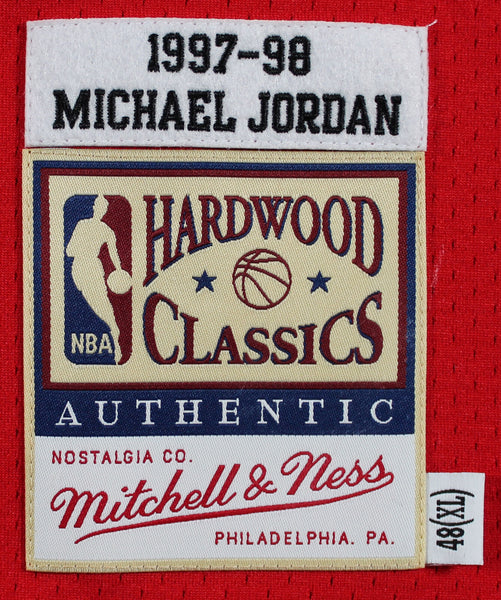 1997-98
MICHAEL JORDAN
HARDWOOD
CLASSICS
NBA
AUTHENTIC
NOSTALGIA CO.
Mitchell & Ness
PHILADELPHIA. PA.
48(XL)